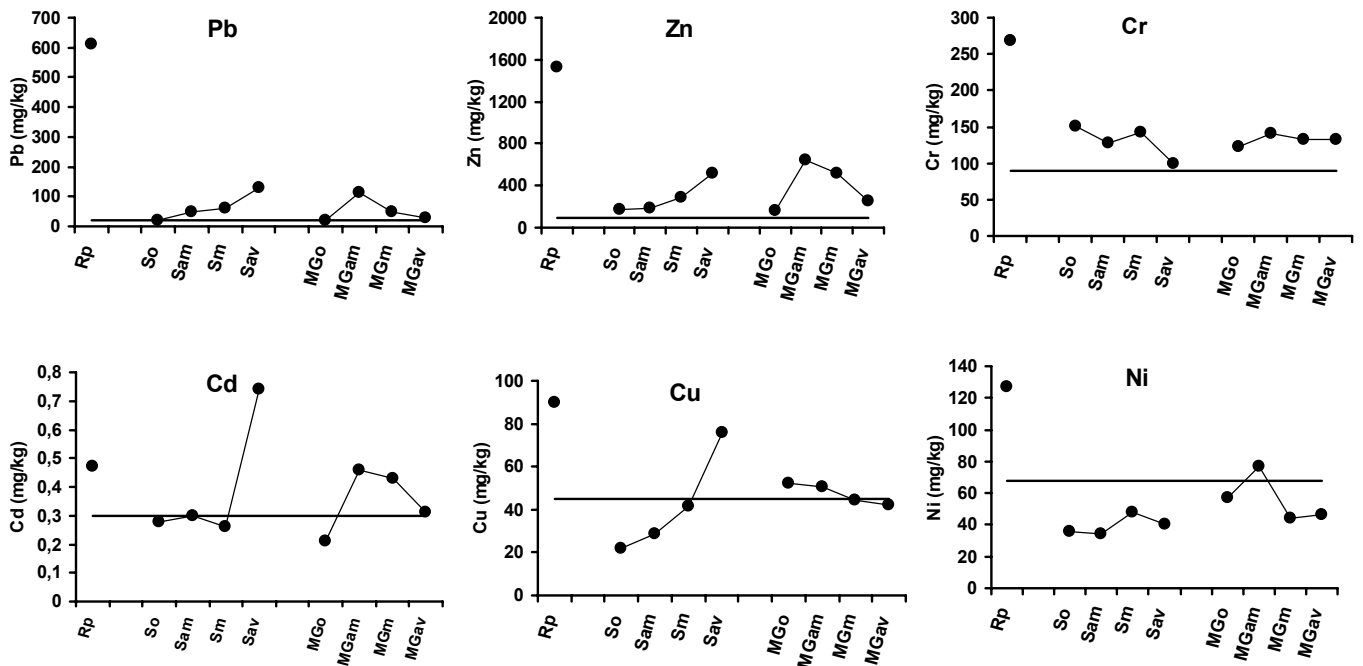 Pb
Pb (mg/kg)
700
600
500
400
300
200
100
0
Rp
So
Sam
Sm
Sav
MGo
MGam
MGm
MGav
Zn
Zn (mg/kg)
2000
1600
1200
800
400
0
Rp
So
Sam
Sm
Sav
MGo
MGam
MGm
MGav
Cr
Cr (mg/kg)
300
250
200
150
100
50
0
Rp
So
Sam
Sm
Sav
MGo
MGam
MGm
MGav
Cd
Cd (mg/kg)
0,8
0,7
0,6
0,5
0,4
0,3
0,2
0,1
0
Rp
So
Sam
Sm
Sav
MGo
MGam
MGm
MGav
Cu
Cu (mg/kg)
100
80
60
40
20
0
Rp
So
Sam
Sm
Sav
MGo
MGam
MGm
MGav
Ni
Ni (mg/kg)
140
120
100
80
60
40
20
0
Rp
So
Sam
Sm
Sav
MGo
MGam
MGm
MGav